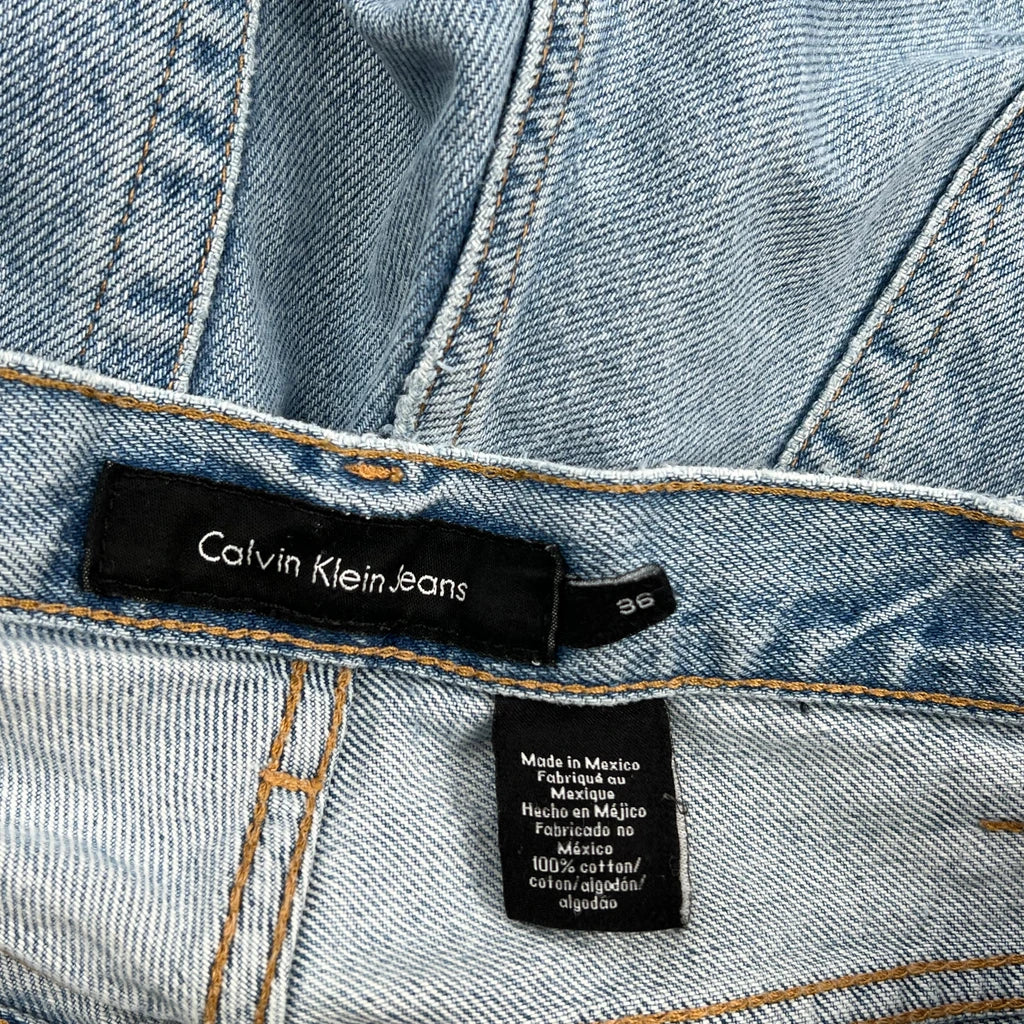 Calvin Klein Jeans
36
Made in Mexico
Fabriqué au
Mexique
Hecho en Méjico
Fabricado no
México
100% cotton/
coton/algodón/
algodão